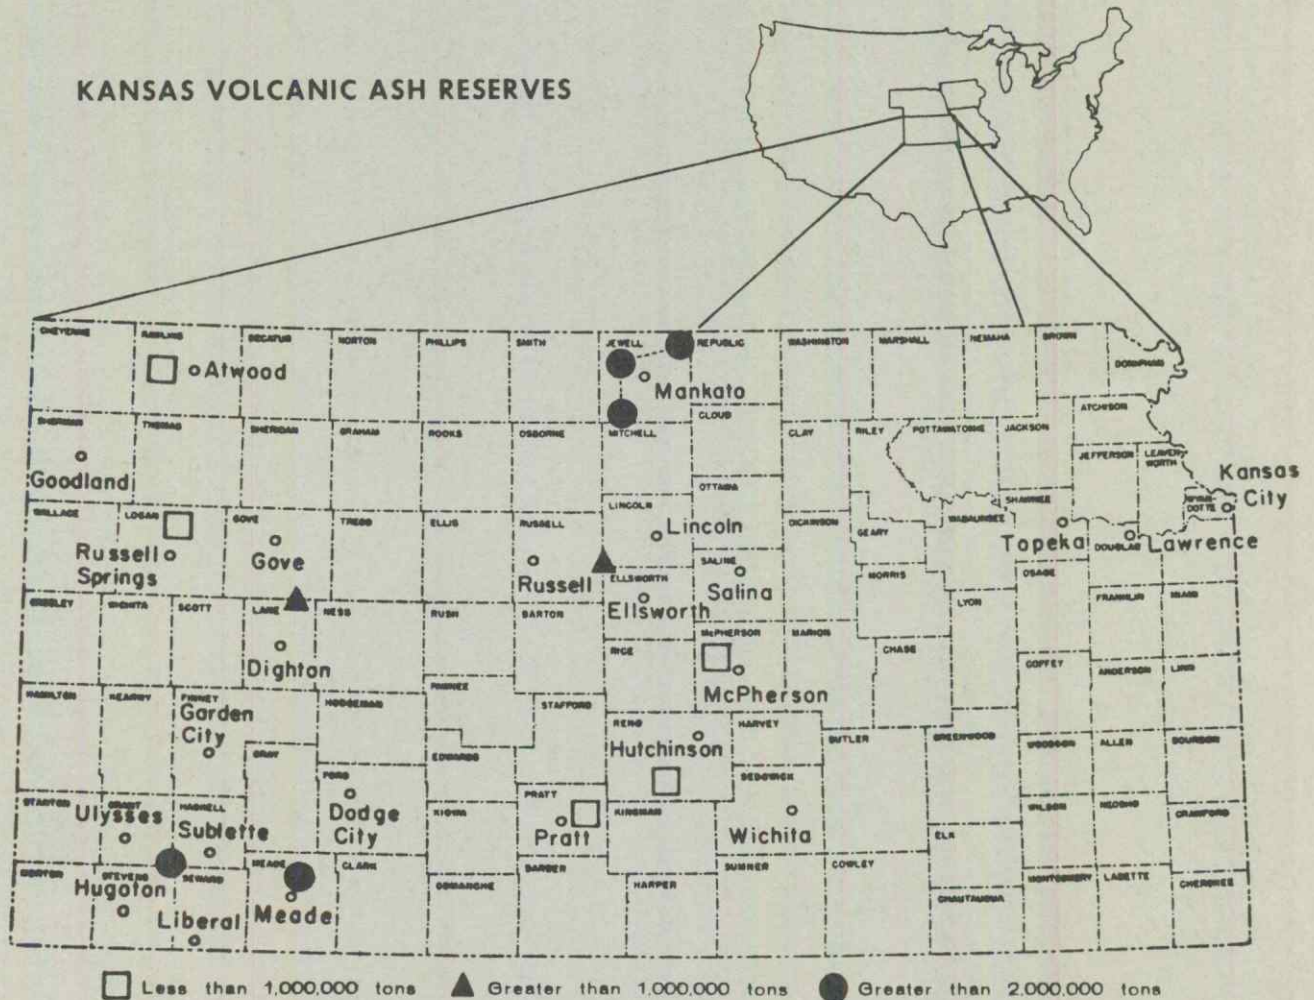 KANSAS VOLCANIC ASH RESERVES
CHEYENNE
RAWLINS
DECATUR
NORTON
PHILLIPS
SMITH
JEWELL
REPUBLIC
WASHINGTON
MARSHALL
NEMAHA
BROWN
DONIPHAN
Atwood
Mankato
ATCHISON
CLOUD
SHERMAN
THOMAS
SHERIDAN
GRAHAM
ROOKS
OSBORNE
MITCHELL
CLAY
RILEY
POTTAWATOMIE
JACKSON
JEFFERSON
LEAVEN-
WORTH
Goodland
Kansas
City
OTTAWA
WYAN-
DOTTE
WALLACE
LOGAN
GOVE
TREGO
ELLIS
RUSSELL
LINCOLN
Lincoln
DICKINSON
GEARY
WABAUNSEE
SHAWNEE
Topeka
DOUGLAS
Lawrence
Russell
Springs
Gove
Russell
ELLSWORTH
Ellsworth
SALINE
Salina
MORRIS
OSAGE
GREELEY
WICHITA
SCOTT
LANE
NESS
RUSH
BARTON
LYON
FRANKLIN
MIAMI
Dighton
RICE
McPHERSON
MARION
CHASE
McPherson
COFFEY
ANDERSON
LINN
HAMILTON
KEARNY
FINNEY
Garden
City
HODGEMAN
PAWNEE
STAFFORD
RENO
Hutchinson
HARVEY
BUTLER
GREENWOOD
WOODSON
ALLEN
BOURBON
GRAY
FORD
Dodge
City
EDWARDS
SEDGWICK
Wichita
STANTON
GRANT
Ulysses
HASKELL
Sublette
KIOWA
PRATT
Pratt
KINGMAN
ELK
WILSON
NEOSHO
CRAWFORD
MORTON
STEVENS
Hugoton
SEWARD
Liberal
MEADE
Meade
CLARK
COMANCHE
BARBER
HARPER
SUMNER
COWLEY
CHAUTAUQUA
MONTGOMERY
LABETTE
CHEROKEE
Less than 1,000,000 tons
Greater than 1,000,000 tons
Greater than 2,000,000 tons